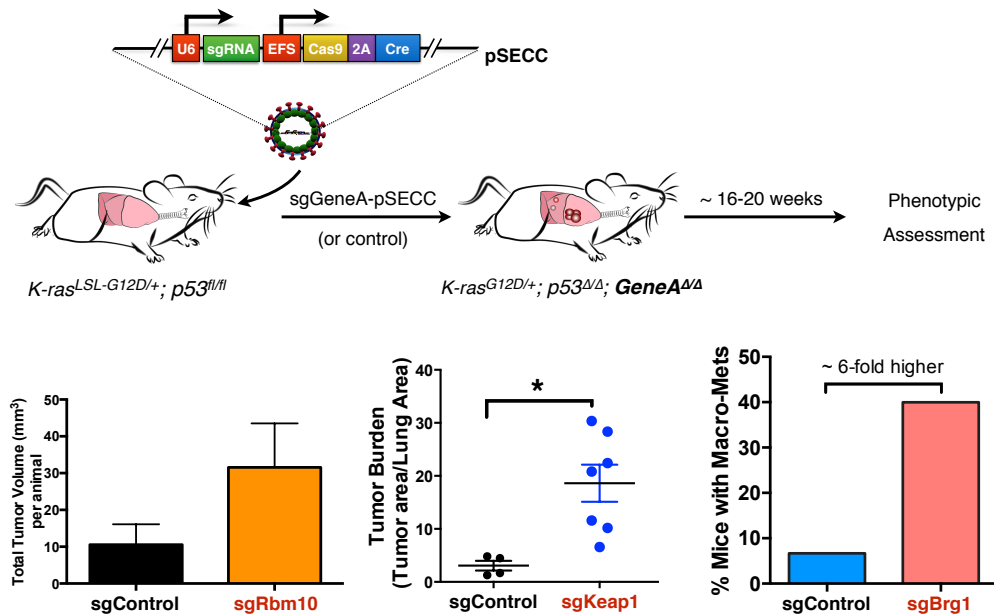 U6 sgRNA EFS Cas9 2A Cre
pSECC
sgGeneA-pSECC
(or control)
~ 16-20 weeks
Phenotypic
Assessment
K-ras^LSL-G12D/+; p53^fl/fl
K-ras^G12D/+; p53^Δ/Δ; GeneA^Δ/Δ
Total Tumor Volume (mm³)
per animal
50
40
30
20
10
0
sgControl
sgRbm10
Tumor Burden
(Tumor area/Lung Area)
40
30
20
10
0
*
sgControl
sgKeap1
% Mice with Macro-Mets
50
40
30
20
10
0
~ 6-fold higher
sgControl
sgBrg1